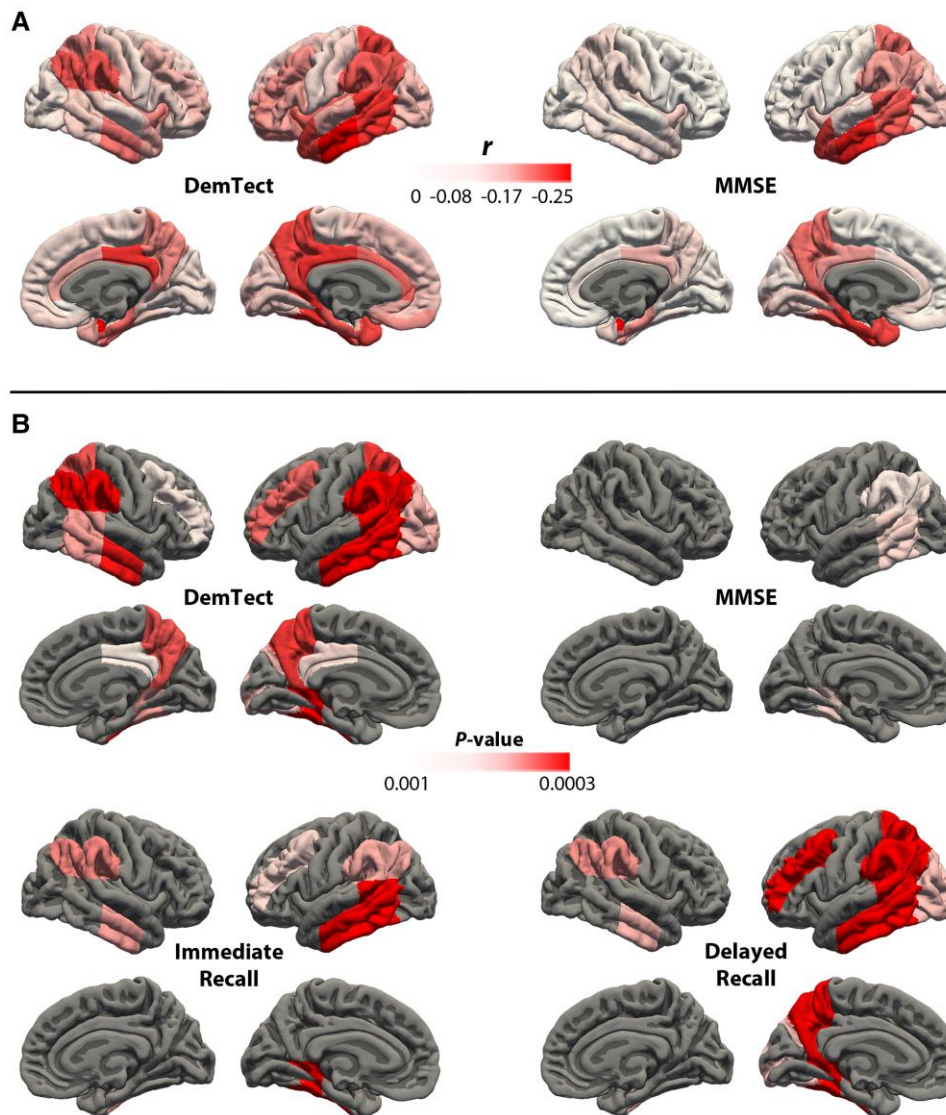 A
r
0 -0.08 -0.17 -0.25
DemTect
MMSE
B
DemTect
MMSE
P-value
0.001 0.0003
Immediate
Recall
Delayed
Recall